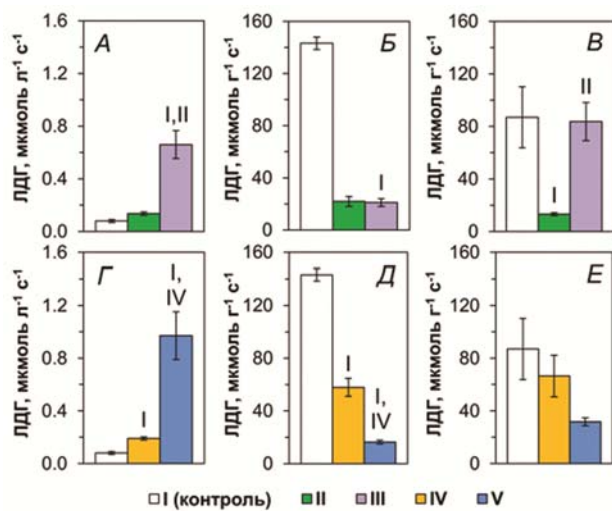 ЛДГ, мкмоль л⁻¹ с⁻¹
1.6
1.2
0.8
0.4
0.0
А
I,II
ЛДГ, мкмоль г⁻¹ с⁻¹
160
120
80
40
0
Б
I
ЛДГ, мкмоль г⁻¹ с⁻¹
160
120
80
40
0
В
I
II
ЛДГ, мкмоль л⁻¹ с⁻¹
1.6
1.2
0.8
0.4
0.0
Г
I
I,
IV
ЛДГ, мкмоль г⁻¹ с⁻¹
160
120
80
40
0
Д
I
I,
IV
ЛДГ, мкмоль г⁻¹ с⁻¹
160
120
80
40
0
Е
I (контроль) II III IV V